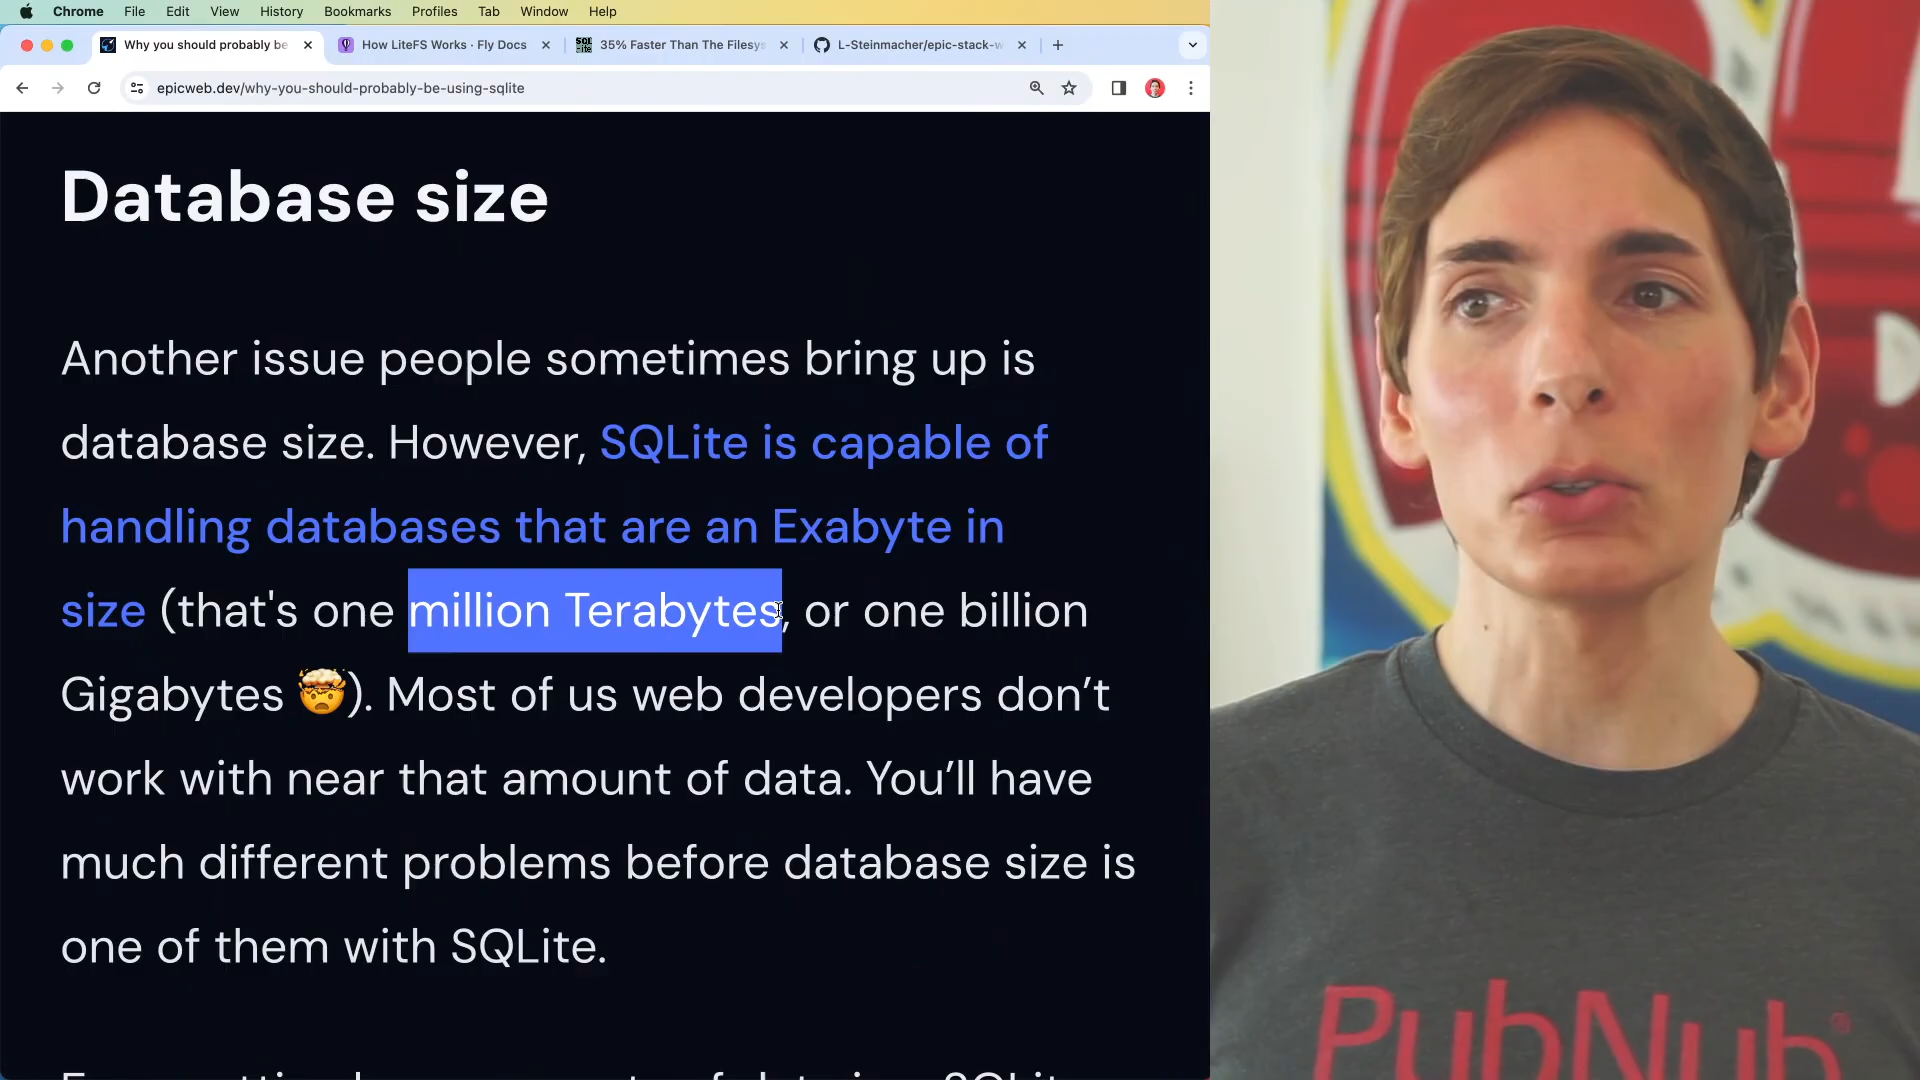 Chrome File Edit View History Bookmarks Profiles Tab Window Help
Why you should probably be
How LiteFS Works · Fly Docs
SQL ite 35% Faster Than The Filesys
L-Steinmacher/epic-stack-w
epicweb.dev/why-you-should-probably-be-using-sqlite
Database size
Another issue people sometimes bring up is
database size. However, SQLite is capable of
handling databases that are an Exabyte in
size (that's one million Terabytes, or one billion
Gigabytes 🤯). Most of us web developers don’t
work with near that amount of data. You’ll have
much different problems before database size is
one of them with SQLite.
PubNub